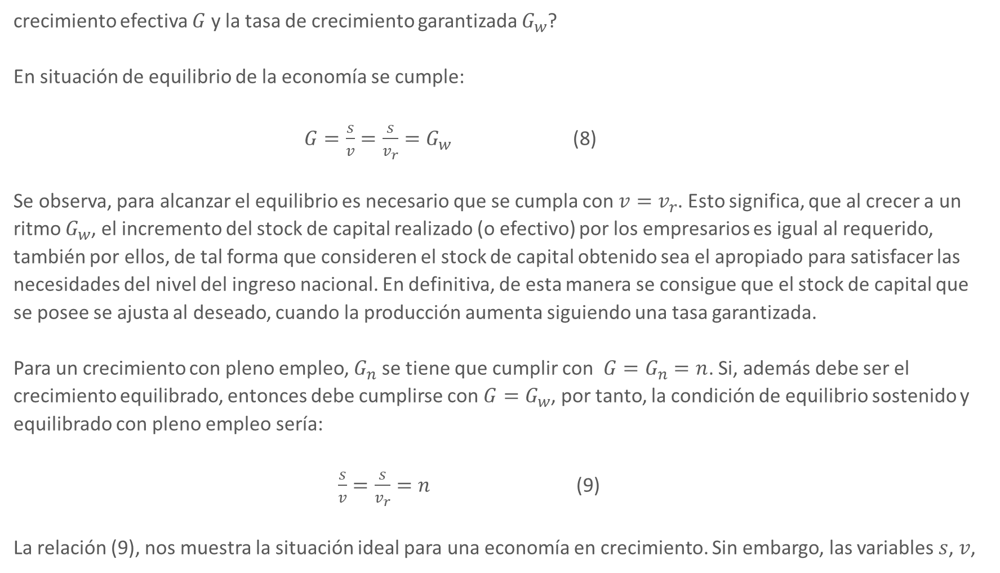 crecimiento efectiva G y la tasa de crecimiento garantizada G_w?
En situación de equilibrio de la economía se cumple:
G = s/v = s/v_r = G_w (8)
Se observa, para alcanzar el equilibrio es necesario que se cumpla con v = v_r. Esto significa, que al crecer a un
ritmo G_w, el incremento del stock de capital realizado (o efectivo) por los empresarios es igual al requerido,
también por ellos, de tal forma que consideren el stock de capital obtenido sea el apropiado para satisfacer las
necesidades del nivel del ingreso nacional. En definitiva, de esta manera se consigue que el stock de capital que
se posee se ajusta al deseado, cuando la producción aumenta siguiendo una tasa garantizada.
Para un crecimiento con pleno empleo, G_n se tiene que cumplir con G = G_n = n. Si, además debe ser el
crecimiento equilibrado, entonces debe cumplirse con G = G_w, por tanto, la condición de equilibrio sostenido y
equilibrado con pleno empleo sería:
s/v = s/v_r = n (9)
La relación (9), nos muestra la situación ideal para una economía en crecimiento. Sin embargo, las variables s, v,